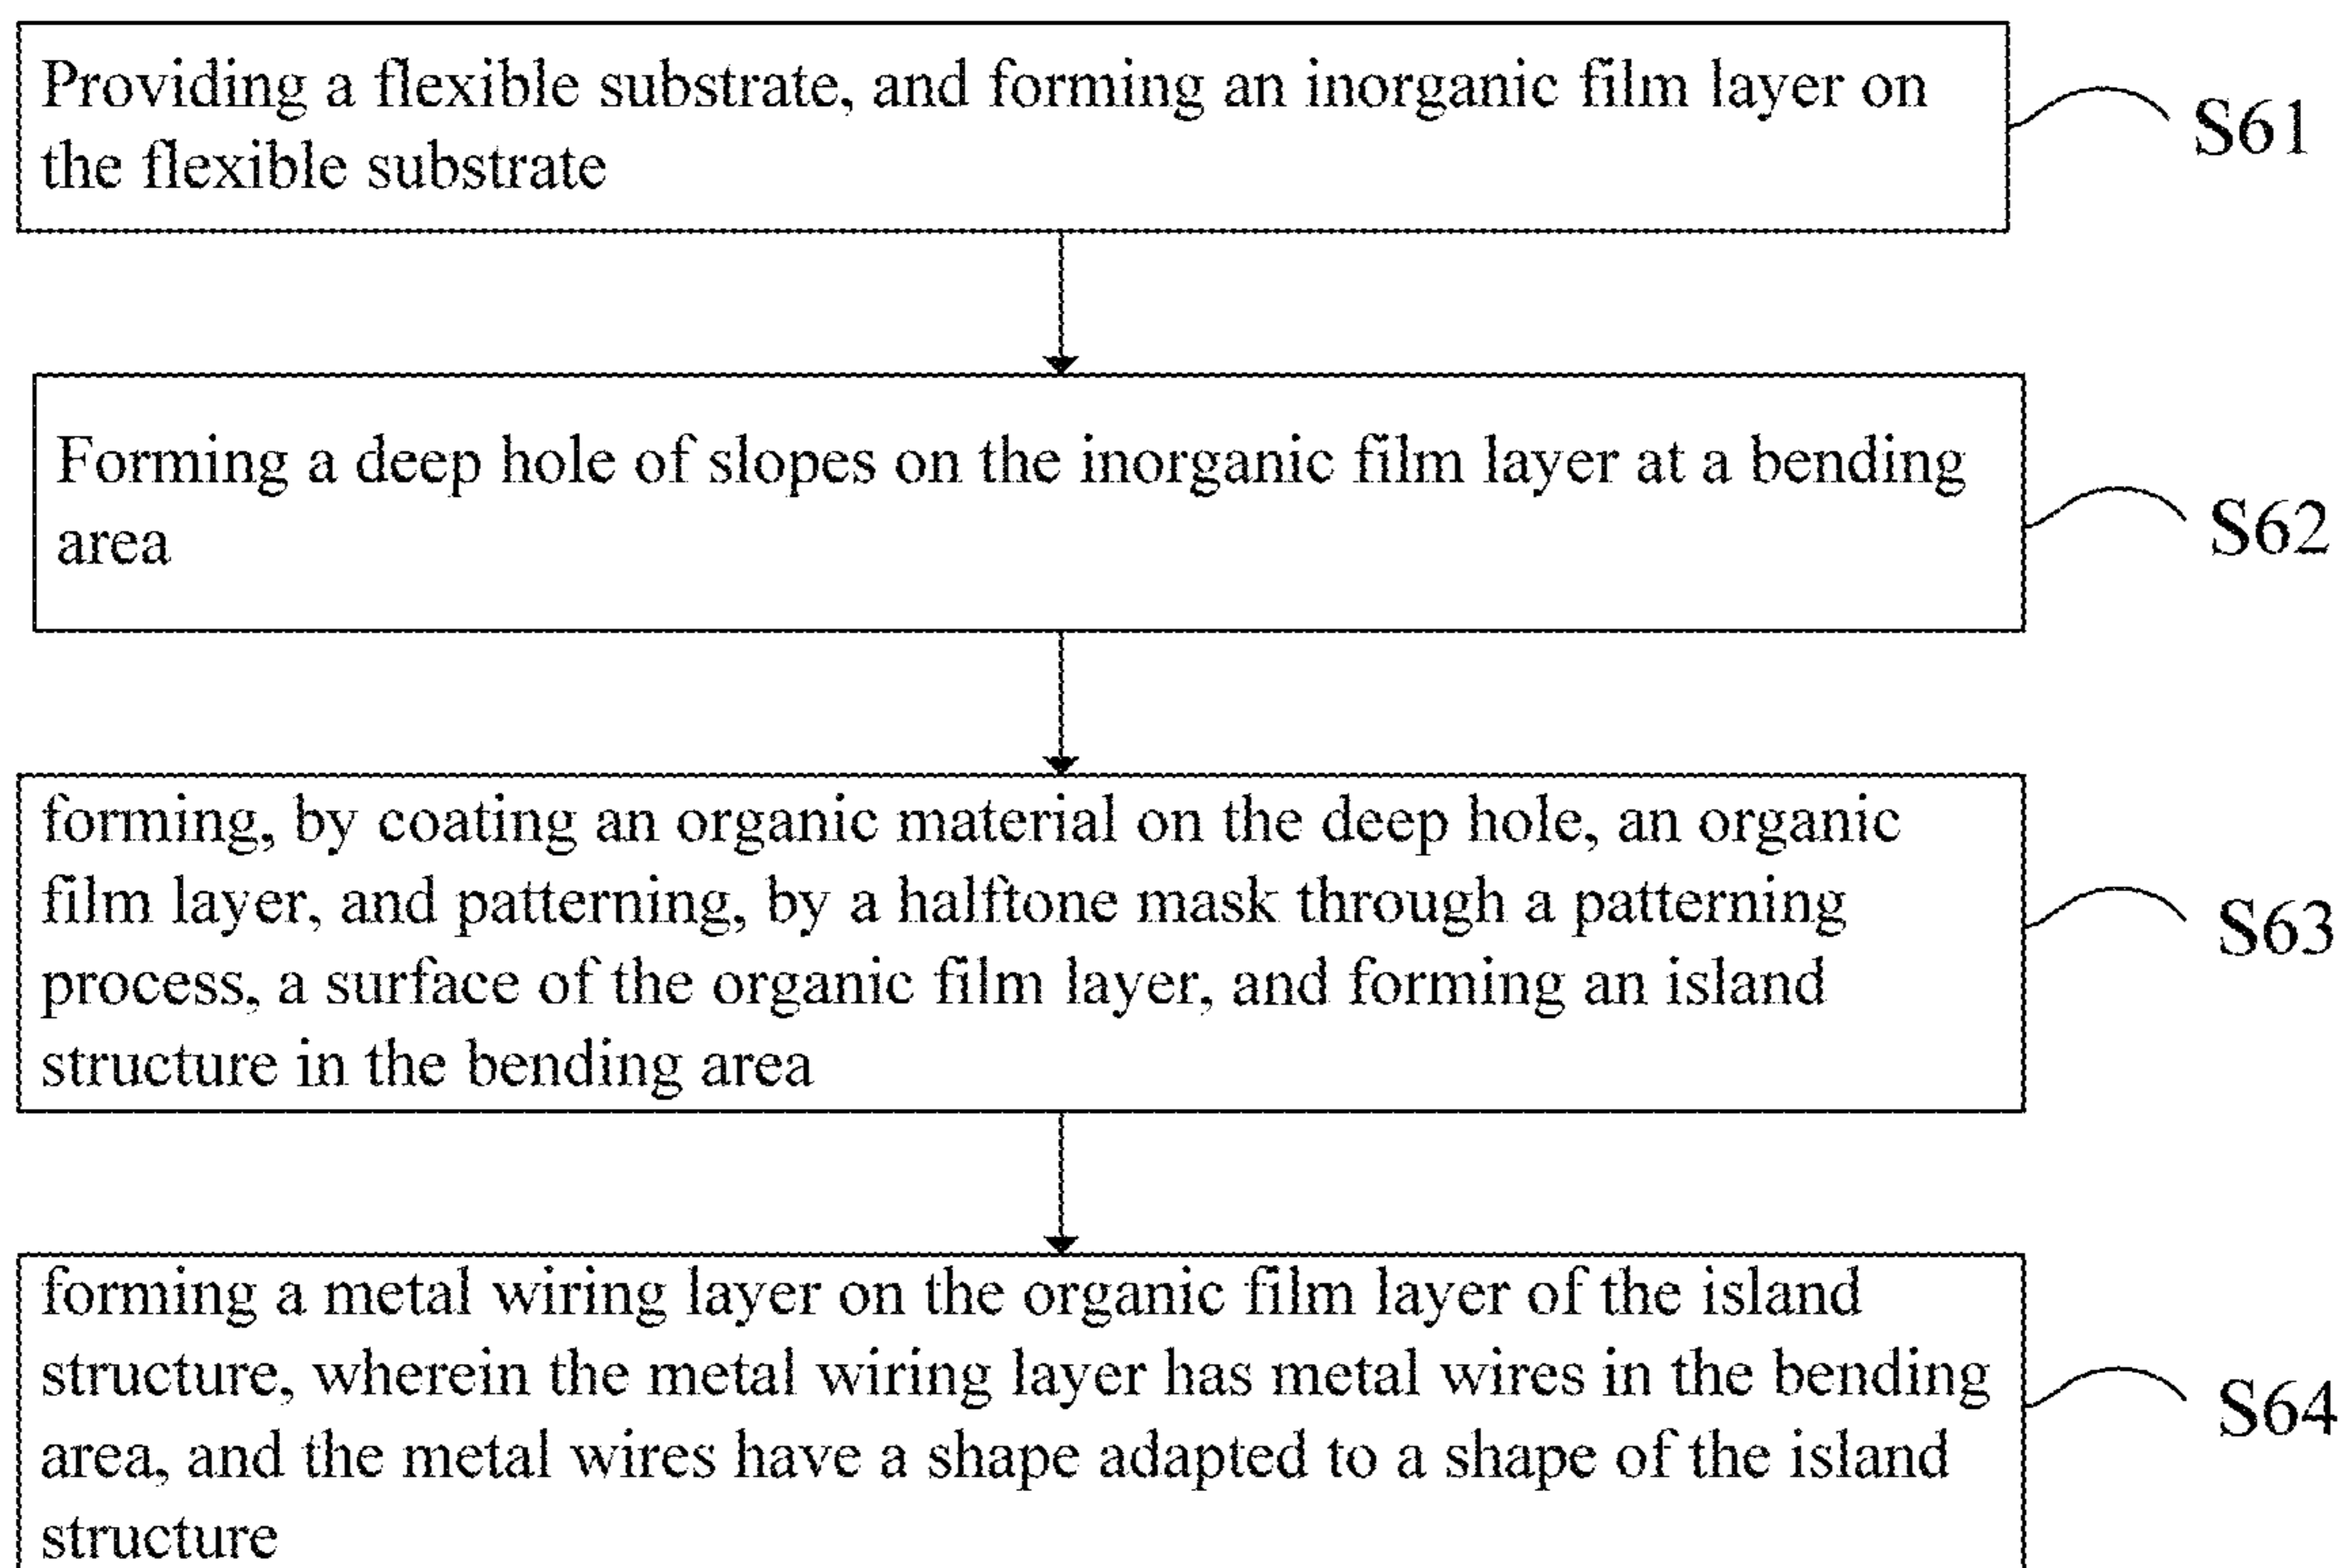 Providing a flexible substrate, and forming an inorganic film layer on
the flexible substrate
S61
Forming a deep hole of slopes on the inorganic film layer at a bending
area
S62
forming, by coating an organic material on the deep hole, an organic
film layer, and patterning, by a halftone mask through a patterning
process, a surface of the organic film layer, and forming an island
structure in the bending area
S63
forming a metal wiring layer on the organic film layer of the island
structure, wherein the metal wiring layer has metal wires in the bending
area, and the metal wires have a shape adapted to a shape of the island
structure
S64